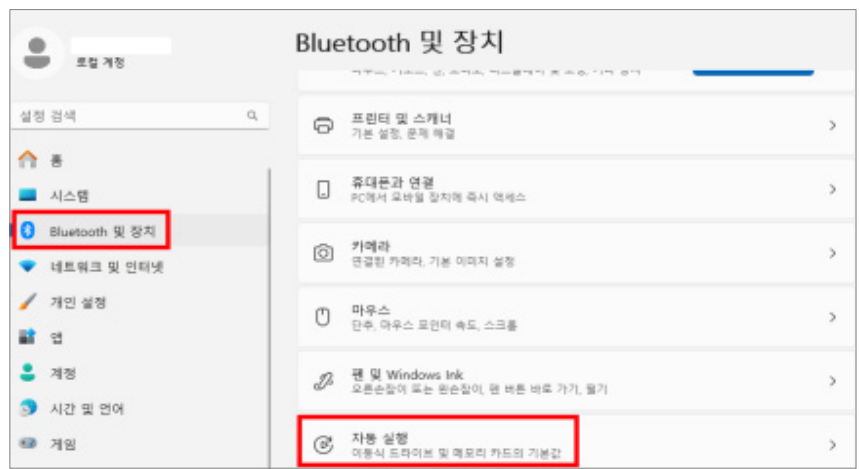 로컬 계정
설정 검색
홈
시스템
Bluetooth 및 장치
네트워크 및 인터넷
개인 설정
앱
계정
시간 및 언어
게임
Bluetooth 및 장치
프린터 및 스캐너
기본 설정, 문제 해결
휴대폰과 연결
PC에서 모바일 장치에 즉시 액세스
카메라
연결된 카메라, 기본 이미지 설정
마우스
단추, 마우스 포인터 속도, 스크롤
펜 및 Windows Ink
오른손잡이 또는 왼손잡이, 펜 버튼 바로 가기, 필기
자동 실행
이동식 드라이브 및 메모리 카드의 기본값